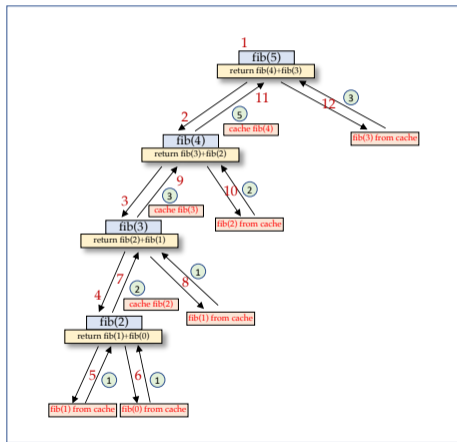 1
fib(5)
return fib(4)+fib(3)
2
11
12
3
5
cache fib(4)
fib(3) from cache
fib(4)
return fib(3)+fib(2)
3
9
10
2
3
cache fib(3)
fib(2) from cache
fib(3)
return fib(2)+fib(1)
4
7
8
1
2
cache fib(2)
fib(1) from cache
fib(2)
return fib(1)+fib(0)
5
1
6
1
fib(1) from cache
fib(0) from cache